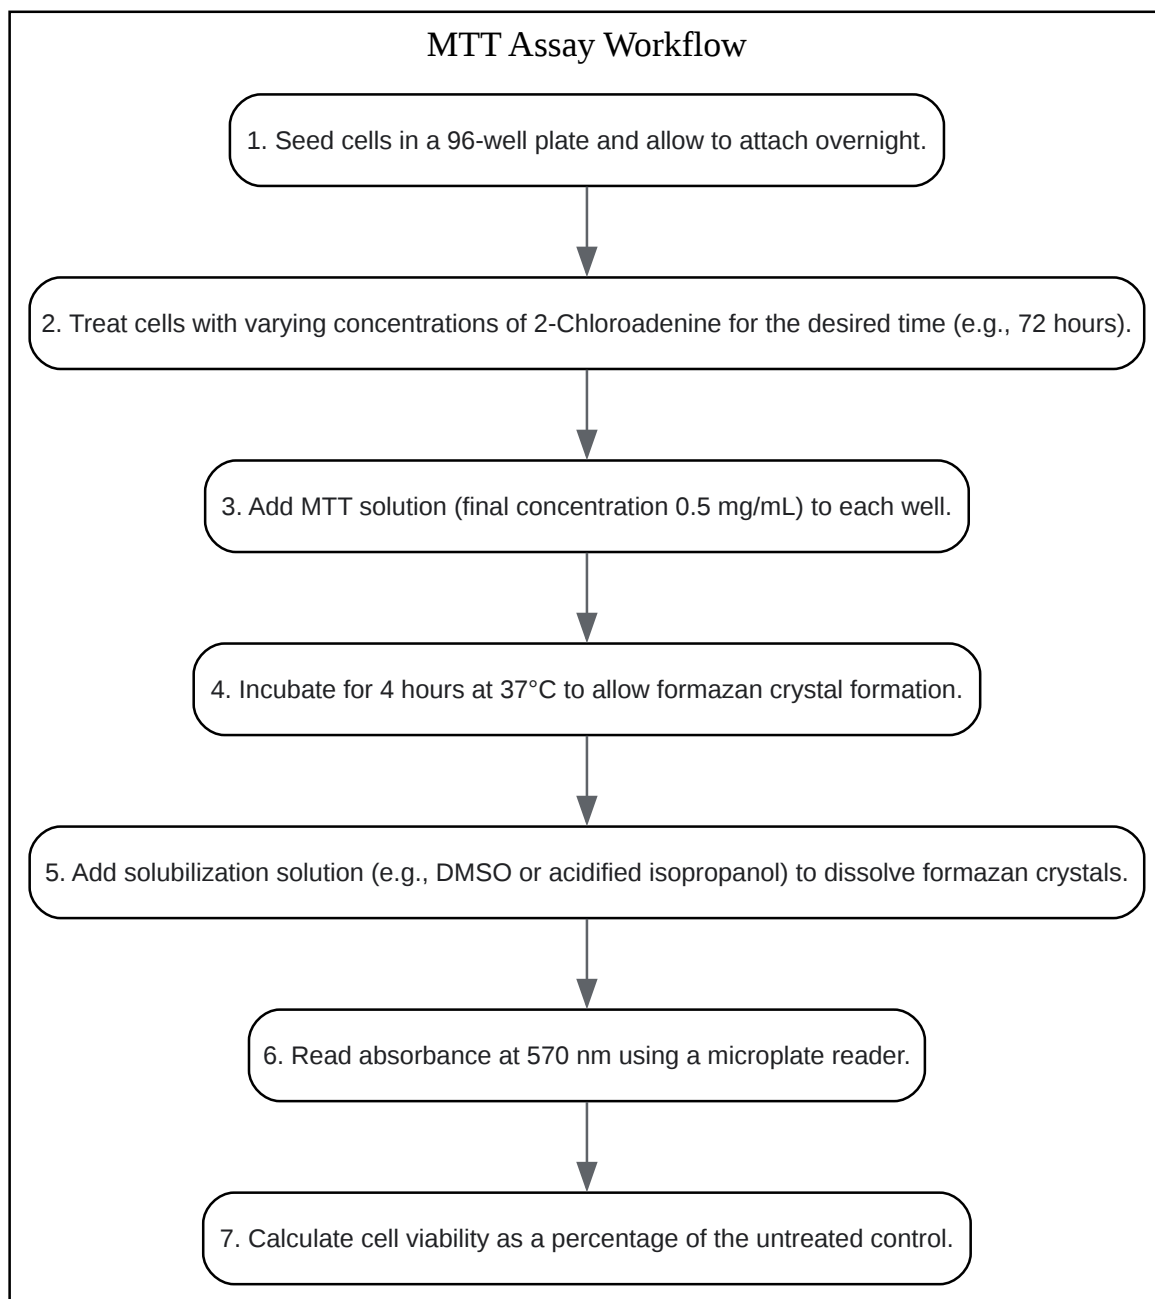 MTT Assay Workflow
1. Seed cells in a 96-well plate and allow to attach overnight.
2. Treat cells with varying concentrations of 2-Chloroadenine for the desired time (e.g., 72 hours).
3. Add MTT solution (final concentration 0.5 mg/mL) to each well.
4. Incubate for 4 hours at 37°C to allow formazan crystal formation.
5. Add solubilization solution (e.g., DMSO or acidified isopropanol) to dissolve formazan crystals.
6. Read absorbance at 570 nm using a microplate reader.
7. Calculate cell viability as a percentage of the untreated control.